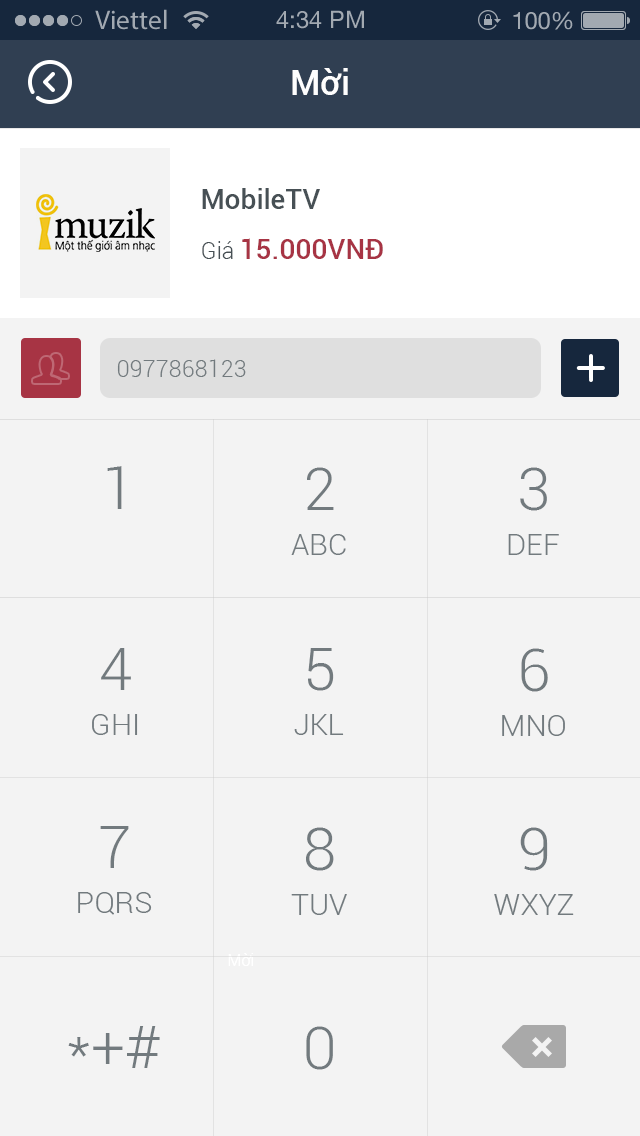 Viettel 4:34 PM 100%
Mời
imuzik
Một thế giới âm nhạc
MobileTV
Giá 15.000VNĐ
0977868123
1 2 3
ABC DEF
4 5 6
GHI JKL MNO
7 8 9
PQRS TUV WXYZ
Mời
*+# 0